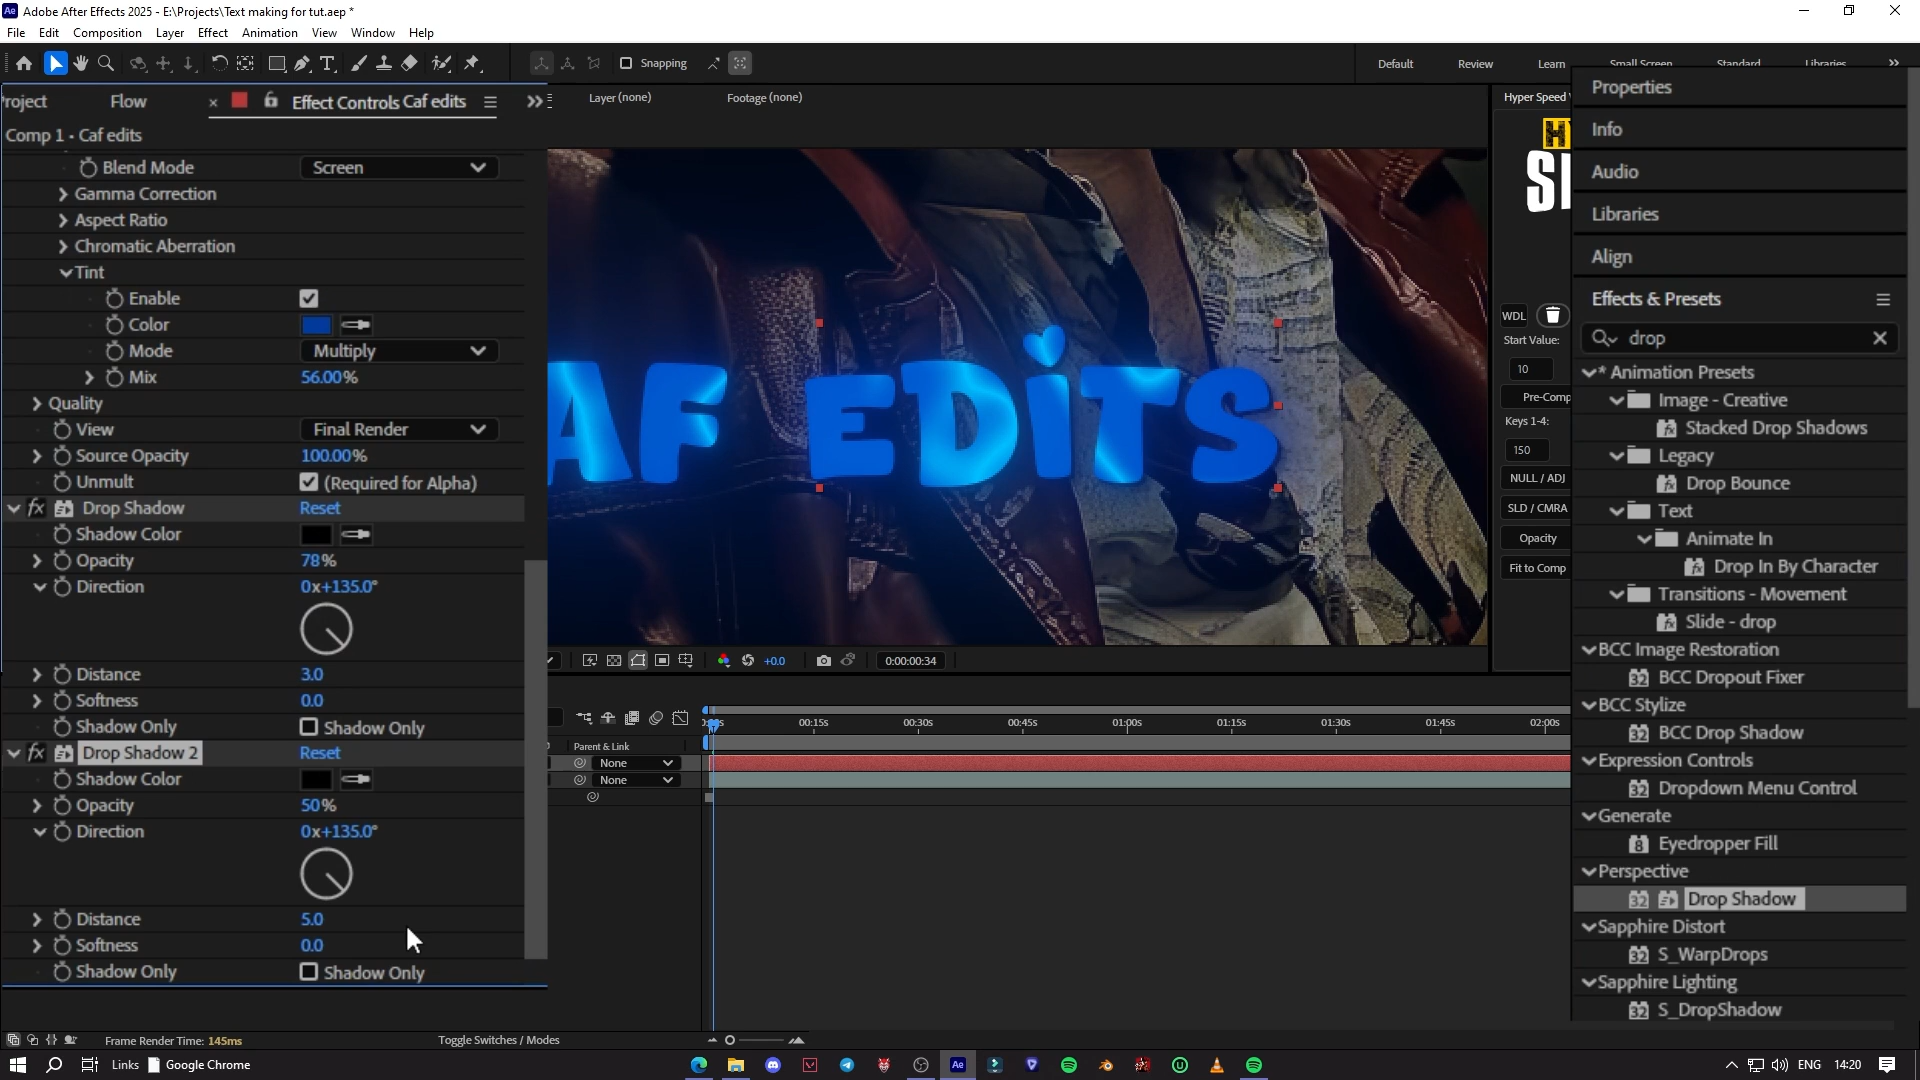 Adobe After Effects 2025 - E:\Projects\Text making for tut.aep *
File Edit Composition Layer Effect Animation View Window Help
Snapping
Default Review Learn Small Screen Standard Libraries
roject Flow × Effect Controls Caf edits
Layer (none) Footage (none)
Comp 1 • Caf edits
Blend Mode Screen
Gamma Correction
Aspect Ratio
Chromatic Aberration
Tint
Enable
Color
Mode Multiply
Mix 56.00%
Quality
View Final Render
Source Opacity 100.00%
Unmult (Required for Alpha)
fx Drop Shadow Reset
Shadow Color
Opacity 78%
Direction 0x+135.0°
Distance 3.0
Softness 0.0
Shadow Only Shadow Only
fx Drop Shadow 2 Reset
Shadow Color
Opacity 50%
Direction 0x+135.0°
Distance 5.0
Softness 0.0
Shadow Only Shadow Only
AF EDiTS
+0.0 0:00:00:34
00:15s 00:30s 00:45s 01:00s 01:15s 01:30s 01:45s 02:00s
Parent & Link
None
None
Hyper Speed
WDL
Start Value:
10
Pre-Comp
Keys 1-4:
150
NULL / ADJ
SLD / CMRA
Opacity
Fit to Comp
Properties
Info
Audio
Libraries
Align
Effects & Presets
drop
* Animation Presets
Image - Creative
Stacked Drop Shadows
Legacy
Drop Bounce
Text
Animate In
Drop In By Character
Transitions - Movement
Slide - drop
BCC Image Restoration
32 BCC Dropout Fixer
BCC Stylize
32 BCC Drop Shadow
Expression Controls
32 Dropdown Menu Control
Generate
8 Eyedropper Fill
Perspective
32 Drop Shadow
Sapphire Distort
32 S_WarpDrops
Sapphire Lighting
32 S_DropShadow
Frame Render Time: 145ms
Toggle Switches / Modes
Links Google Chrome
Ae
ENG 14:20